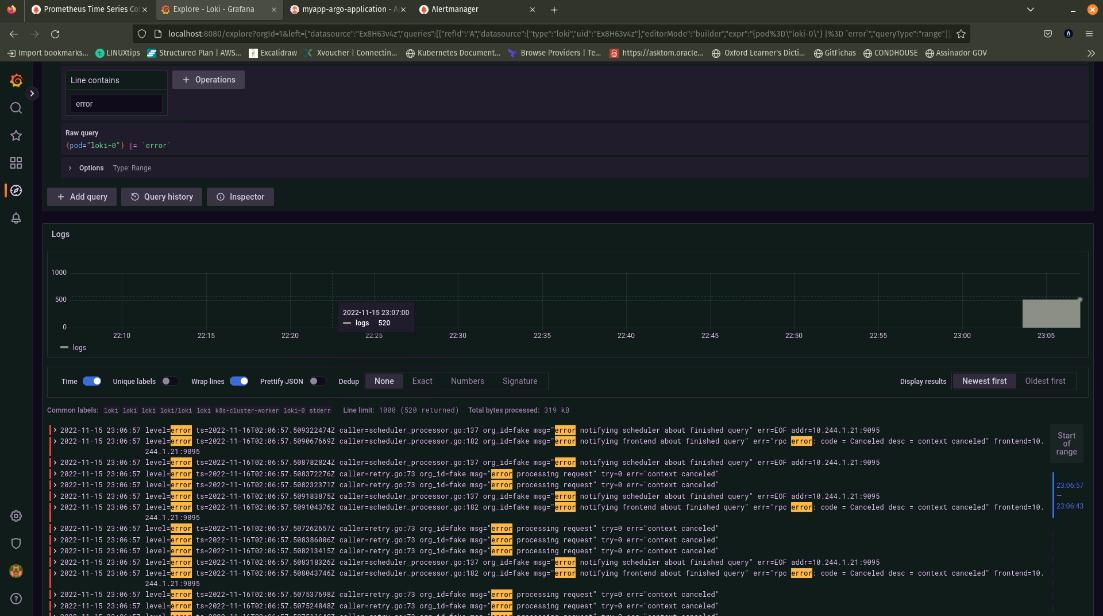 Prometheus Time Series Col
Explore - Loki - Grafana
myapp-argo-application - A
Alertmanager
localhost:8080/explore?orgId=1&left={"datasource":"Ex8H63v4z","queries":[{"refId":"A","datasource":{"type":"loki","uid":"Ex8H63v4z"},"editorMode":"builder","expr":"{pod%3D\"loki-0\"} |%3D `error`","queryType":"range"}]
Import bookmarks...
LINUXtips
Structured Plan | AWS...
Excalidraw
Xvoucher | Connectin...
Kubernetes Document...
Browse Providers | Te...
https://asktom.oracle...
Oxford Learner's Dict...
GitFichas
CONDHOUSE
Assinador GOV
Line contains
+ Operations
error
Raw query
{pod="loki-0"} |= `error`
Options Type: Range
+ Add query
Query history
Inspector
Logs
1000
500
0
2022-11-15 23:07:00
logs 520
22:10 22:15 22:20 22:25 22:30 22:35 22:40 22:45 22:50 22:55 23:00 23:05
logs
Time Unique labels Wrap lines Prettify JSON Dedup None Exact Numbers Signature Display results Newest first Oldest first
Common labels: loki loki loki loki/loki loki k8s-cluster-worker loki-0 stderr Line limit: 1000 (520 returned) Total bytes processed: 319 kB
2022-11-15 23:06:57 level=error ts=2022-11-16T02:06:57.509322474Z caller=scheduler_processor.go:137 org_id=fake msg="error notifying scheduler about finished query" err=EOF addr=10.244.1.21:9095
2022-11-15 23:06:57 level=error ts=2022-11-16T02:06:57.509067669Z caller=scheduler_processor.go:182 org_id=fake msg="error notifying frontend about finished query" err="rpc error: code = Canceled desc = context canceled" frontend=10.
244.1.21:9095
2022-11-15 23:06:57 level=error ts=2022-11-16T02:06:57.508782824Z caller=scheduler_processor.go:137 org_id=fake msg="error notifying scheduler about finished query" err=EOF addr=10.244.1.21:9095
2022-11-15 23:06:57 level=error ts=2022-11-16T02:06:57.508372276Z caller=retry.go:73 org_id=fake msg="error processing request" try=0 err="context canceled"
2022-11-15 23:06:57 level=error ts=2022-11-16T02:06:57.508232371Z caller=retry.go:73 org_id=fake msg="error processing request" try=0 err="context canceled"
2022-11-15 23:06:57 level=error ts=2022-11-16T02:06:57.509183875Z caller=scheduler_processor.go:137 org_id=fake msg="error notifying scheduler about finished query" err=EOF addr=10.244.1.21:9095
2022-11-15 23:06:57 level=error ts=2022-11-16T02:06:57.509104376Z caller=scheduler_processor.go:182 org_id=fake msg="error notifying frontend about finished query" err="rpc error: code = Canceled desc = context canceled" frontend=10.
244.1.21:9095
2022-11-15 23:06:57 level=error ts=2022-11-16T02:06:57.507262657Z caller=retry.go:73 org_id=fake msg="error processing request" try=0 err="context canceled"
2022-11-15 23:06:57 level=error ts=2022-11-16T02:06:57.508386086Z caller=retry.go:73 org_id=fake msg="error processing request" try=0 err="context canceled"
2022-11-15 23:06:57 level=error ts=2022-11-16T02:06:57.508213415Z caller=retry.go:73 org_id=fake msg="error processing request" try=0 err="context canceled"
2022-11-15 23:06:57 level=error ts=2022-11-16T02:06:57.508318326Z caller=scheduler_processor.go:137 org_id=fake msg="error notifying scheduler about finished query" err=EOF addr=10.244.1.21:9095
2022-11-15 23:06:57 level=error ts=2022-11-16T02:06:57.508043746Z caller=scheduler_processor.go:182 org_id=fake msg="error notifying frontend about finished query" err="rpc error: code = Canceled desc = context canceled" frontend=10.
244.1.21:9095
2022-11-15 23:06:57 level=error ts=2022-11-16T02:06:57.507537698Z caller=retry.go:73 org_id=fake msg="error processing request" try=0 err="context canceled"
2022-11-15 23:06:57 level=error ts=2022-11-16T02:06:57.507524848Z caller=retry.go:73 org_id=fake msg="error processing request" try=0 err="context canceled"
Start
of
range
23:06:57
—
23:06:43